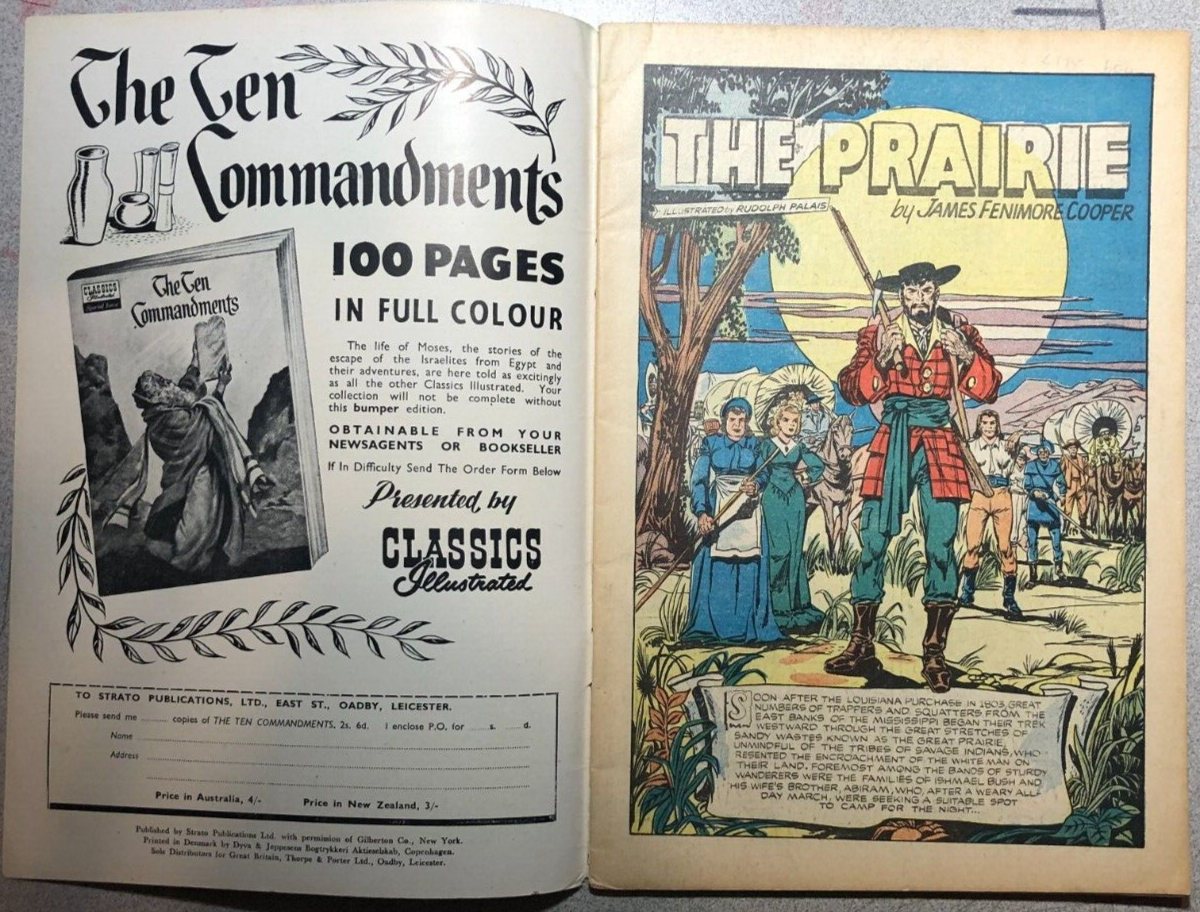 The Ten
Commandments
CLASSICS
Illustrated
The Ten
Commandments
100 PAGES
IN FULL COLOUR
The life of Moses, the stories of the
escape of the Israelites from Egypt and
their adventures, are here told as excitingly
as all the other Classics Illustrated. Your
collection will not be complete without
this bumper edition.
OBTAINABLE FROM YOUR
NEWSAGENTS OR BOOKSELLER
If In Difficulty Send The Order Form Below
Presented by
CLASSICS
Illustrated
TO STRATO PUBLICATIONS, LTD., EAST ST., OADBY, LEICESTER.
Please send me ........ copies of THE TEN COMMANDMENTS. 2s. 6d. I enclose P.O. for ......s. ......d.
Name
Address
Price in Australia, 4/- Price in New Zealand, 3/-
Published by Strato Publications Ltd. with permission of Gilberton Co., New York.
Printed in Denmark by Dyva & Jeppesens Bogtrykkeri Aktieselskab, Copenhagen.
Sole Distributors for Great Britain, Thorpe & Porter Ltd., Oadby, Leicester.
THE PRAIRIE
ILLUSTRATED by RUDOLPH PALAIS
by JAMES FENIMORE COOPER
SOON AFTER THE LOUISIANA PURCHASE IN 1803, GREAT
NUMBERS OF TRAPPERS AND SQUATTERS FROM THE
EAST BANKS OF THE MISSISSIPPI BEGAN THEIR TREK
WESTWARD THROUGH THE GREAT STRETCHES OF
SANDY WASTES KNOWN AS THE GREAT PRAIRIE,
UNMINDFUL OF THE TRIBES OF SAVAGE INDIANS, WHO
RESENTED THE ENCROACHMENT OF THE WHITE MAN ON
THEIR LAND. FOREMOST AMONG THE BANDS OF STURDY
WANDERERS WERE THE FAMILIES OF ISHMAEL BUSH AND
HIS WIFE'S BROTHER, ABIRAM, WHO, AFTER A WEARY ALL-
DAY MARCH, WERE SEEKING A SUITABLE SPOT
TO CAMP FOR THE NIGHT...